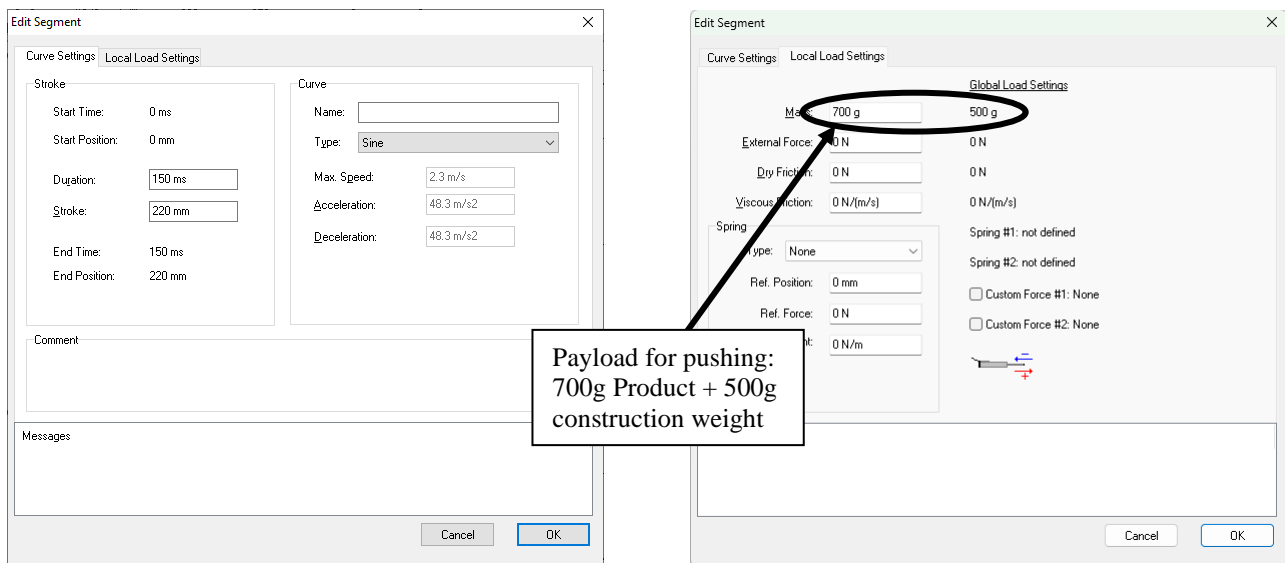 Edit Segment
Curve Settings Local Load Settings
Stroke
Start Time: 0 ms
Start Position: 0 mm
Duration: 150 ms
Stroke: 220 mm
End Time: 150 ms
End Position: 220 mm
Curve
Name:
Type: Sine
Max. Speed: 2.3 m/s
Acceleration: 48.3 m/s2
Deceleration: 48.3 m/s2
Comment
Messages
Cancel OK
Edit Segment
Curve Settings Local Load Settings
Global Load Settings
700 g 500 g
External Force: 0 N 0 N
Dry Friction: 0 N 0 N
Viscous Friction: 0 N/(m/s) 0 N/(m/s)
Spring
Type: None
Ref. Position: 0 mm
Ref. Force: 0 N
0 N/m
Spring #1: not defined
Spring #2: not defined
Custom Force #1: None
Custom Force #2: None
Payload for pushing:
700g Product + 500g
construction weight
Cancel OK